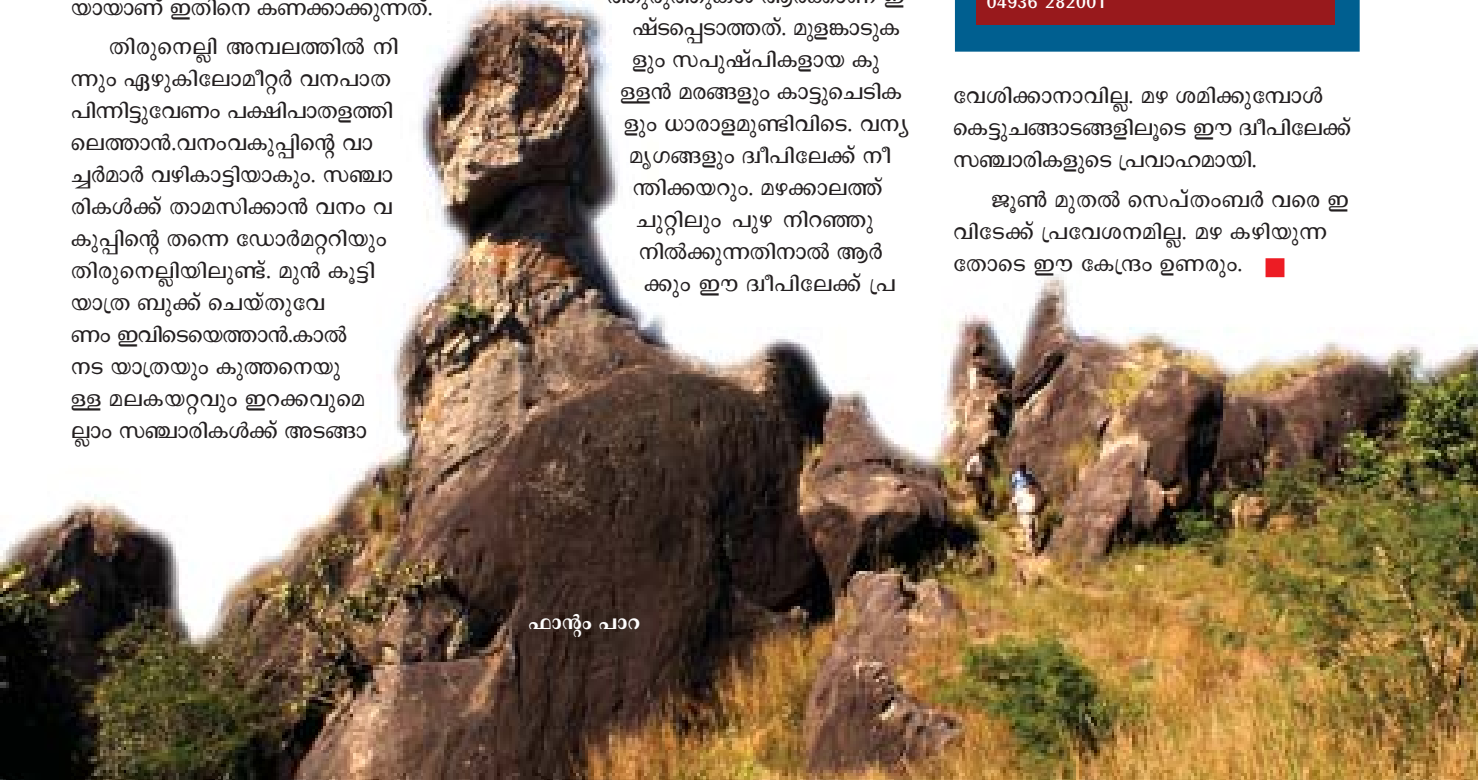 യായാണ് ഇതിനെ കണക്കാക്കുന്നത്.
തിരുനെല്ലി അമ്പലത്തിൽ നി
ന്നും ഏഴുകിലോമീറ്റർ വനപാത
പിന്നിട്ടുവേണം പക്ഷിപാതളത്തി
ലെത്താൻ.വനംവകുപ്പിന്റെ വാ
ച്ചർമാർ വഴികാട്ടിയാകും. സഞ്ചാ
രികൾക്ക് താമസിക്കാൻ വനം വ
കുപ്പിന്റെ തന്നെ ഡോർമറ്ററിയും
തിരുനെല്ലിയിലുണ്ട്. മുൻ കൂട്ടി
യാത്ര ബുക്ക് ചെയ്തുവേ
ണം ഇവിടെയെത്താൻ.കാൽ
നട യാത്രയും കുത്തനെയു
ള്ള മലകയറ്റവും ഇറക്കവുമെ
ല്ലാം സഞ്ചാരികൾക്ക് അടങ്ങാ
ഷ്ടപ്പെടാത്തത്. മുളങ്കാടുക
ളും സപുഷ്പികളായ കു
ള്ളൻ മരങ്ങളും കാട്ടുചെടിക
ളും ധാരാളമുണ്ടിവിടെ. വന്യ
മൃഗങ്ങളും ദ്വീപിലേക്ക് നീ
ന്തിക്കയറും. മഴക്കാലത്ത്
ചുറ്റിലും പുഴ നിറഞ്ഞു
നിൽക്കുന്നതിനാൽ ആർ
ക്കും ഈ ദ്വീപിലേക്ക് പ്ര
04936 282001
വേശിക്കാനാവില്ല. മഴ ശമിക്കുമ്പോൾ
കെട്ടുചങ്ങാടങ്ങളിലൂടെ ഈ ദ്വീപിലേക്ക്
സഞ്ചാരികളുടെ പ്രവാഹമായി.
ജൂൺ മുതൽ സെപ്തംബർ വരെ ഇ
വിടേക്ക് പ്രവേശനമില്ല. മഴ കഴിയുന്ന
തോടെ ഈ കേന്ദ്രം ഉണരും.
ഫാന്റം പാറ